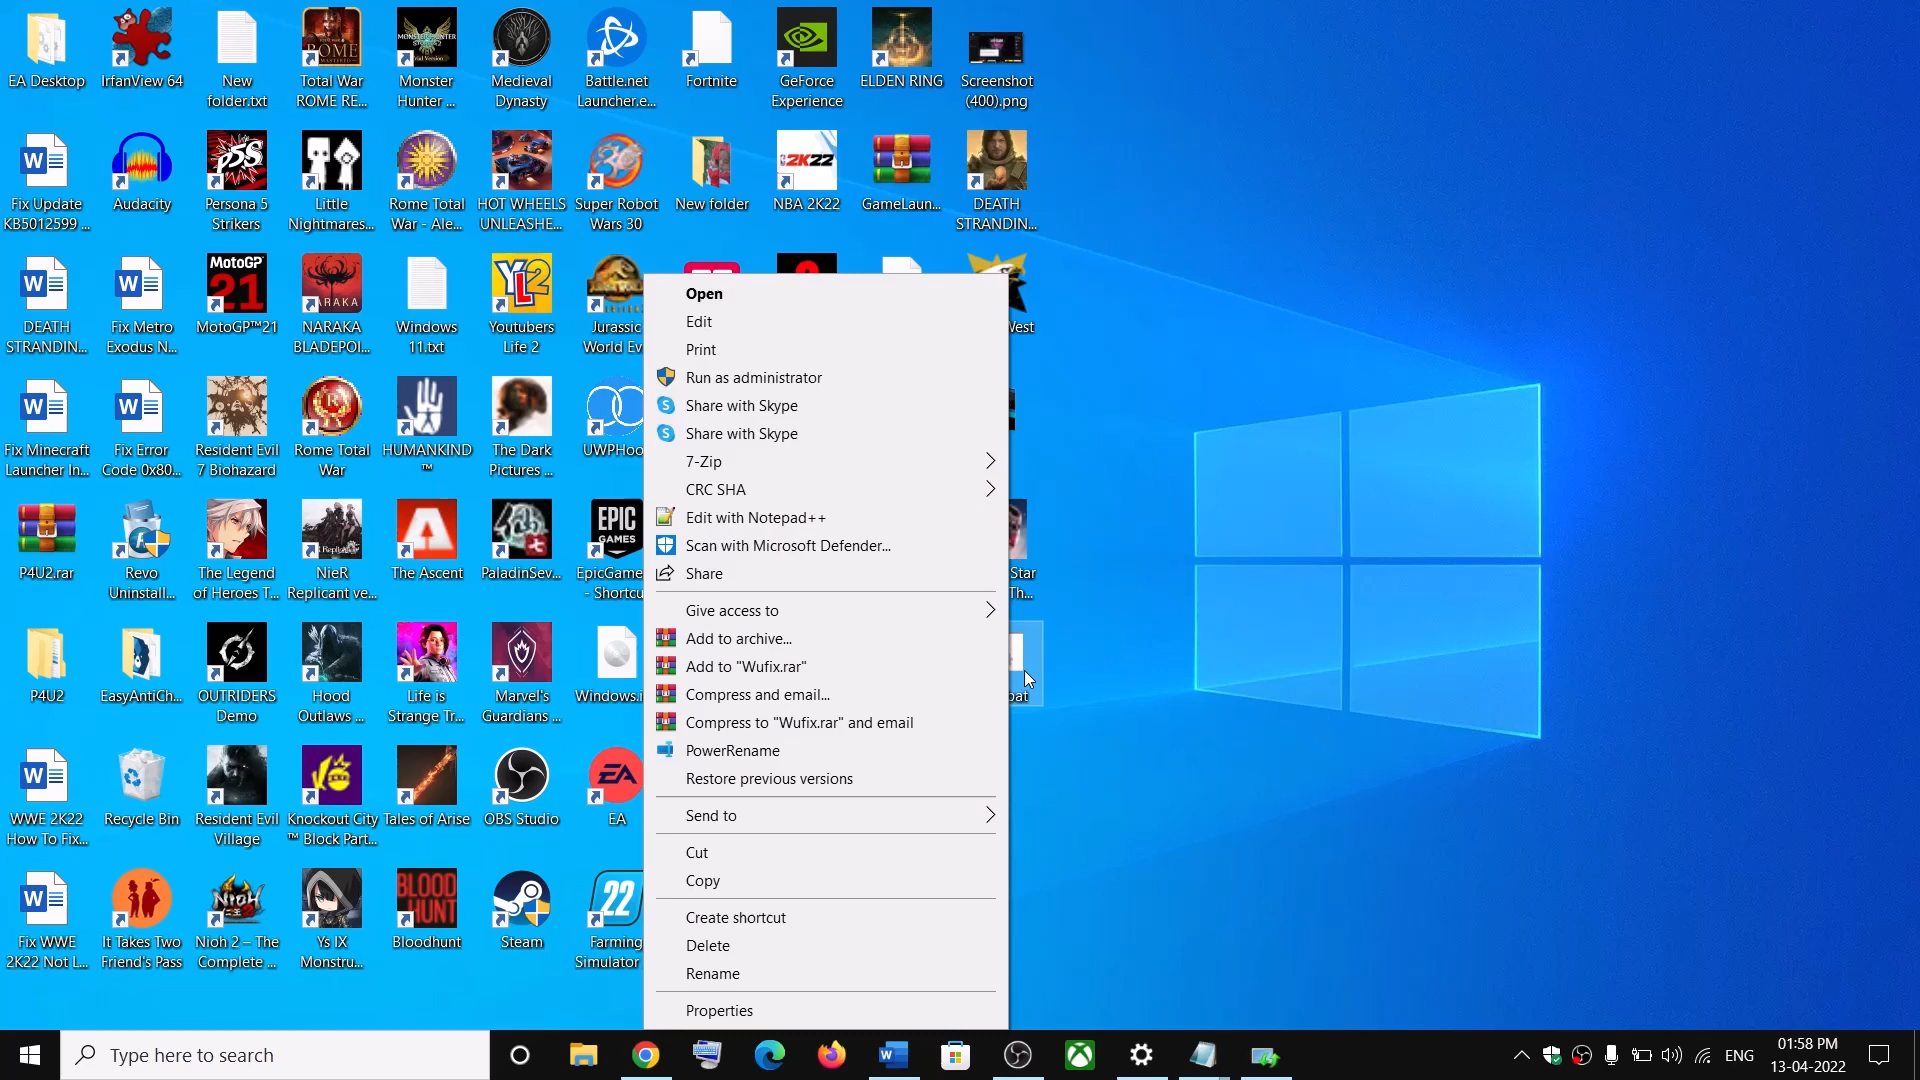 EA Desktop
IrfanView 64
New
folder.txt
Total War
ROME RE...
Monster
Hunter ...
Medieval
Dynasty
Battle.net
Launcher.e...
Fortnite
GeForce
Experience
ELDEN RING
Screenshot
(400).png
Fix Update
KB5012599 ...
Audacity
Persona 5
Strikers
Little
Nightmares...
Rome Total
War - Ale...
HOT WHEELS
UNLEASHE...
Super Robot
Wars 30
New folder
2K22
NBA 2K22
GameLaun...
DEATH
STRANDIN...
DEATH
STRANDIN...
Fix Metro
Exodus N...
MotoGP
21
MotoGP™21
NARAKA
BLADEPOI...
Windows
11.txt
Youtubers
Life 2
Jurassic
World Ev
West
Fix Minecraft
Launcher In...
Fix Error
Code 0x80...
Resident Evil
7 Biohazard
Rome Total
War
HUMANKIND
™
The Dark
Pictures ...
UWPHoo
P4U2.rar
Revo
Uninstall...
The Legend
of Heroes T...
NieR
Replicant ve...
The Ascent
PaladinSev...
EPIC
GAMES
EpicGame
- Shortcu
Star
Th...
P4U2
EasyAntiCh...
OUTRIDERS
Demo
Hood
Outlaws ...
Life is
Strange Tr...
Marvel's
Guardians ...
Windows.i
bat
WWE 2K22
How To Fix...
Recycle Bin
Resident Evil
Village
Knockout City
™ Block Part...
Tales of Arise
OBS Studio
EA
EA
Fix WWE
2K22 Not L...
It Takes Two
Friend's Pass
Nioh 2 – The
Complete ...
Ys IX
Monstru...
BLOOD
HUNT
Bloodhunt
Steam
22
Farming
Simulator
Open
Edit
Print
Run as administrator
Share with Skype
Share with Skype
7-Zip
CRC SHA
Edit with Notepad++
Scan with Microsoft Defender...
Share
Give access to
Add to archive...
Add to "Wufix.rar"
Compress and email...
Compress to "Wufix.rar" and email
PowerRename
Restore previous versions
Send to
Cut
Copy
Create shortcut
Delete
Rename
Properties
Type here to search
ENG
01:58 PM
13-04-2022